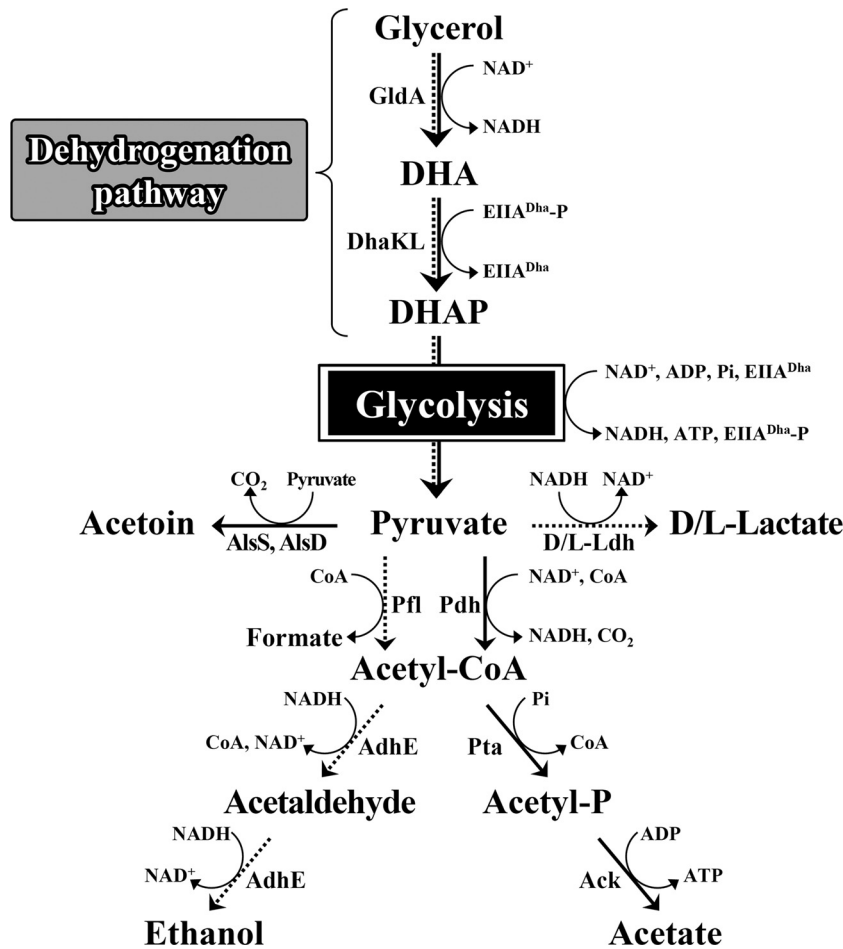 Glycerol
NAD⁺
GldA
NADH
Dehydrogenation
pathway
DHA
EIIAᴰʰᵃ-P
DhaKL
EIIAᴰʰᵃ
DHAP
NAD⁺, ADP, Pi, EIIAᴰʰᵃ
Glycolysis
NADH, ATP, EIIAᴰʰᵃ-P
CO₂ Pyruvate
NADH NAD⁺
Acetoin
Pyruvate
D/L-Lactate
AlsS, AlsD
D/L-Ldh
CoA
NAD⁺, CoA
Pfl
Pdh
Formate
NADH, CO₂
Acetyl-CoA
NADH
Pi
CoA, NAD⁺
AdhE
Pta
CoA
Acetaldehyde
Acetyl-P
NADH
ADP
NAD⁺
AdhE
Ack
ATP
Ethanol
Acetate